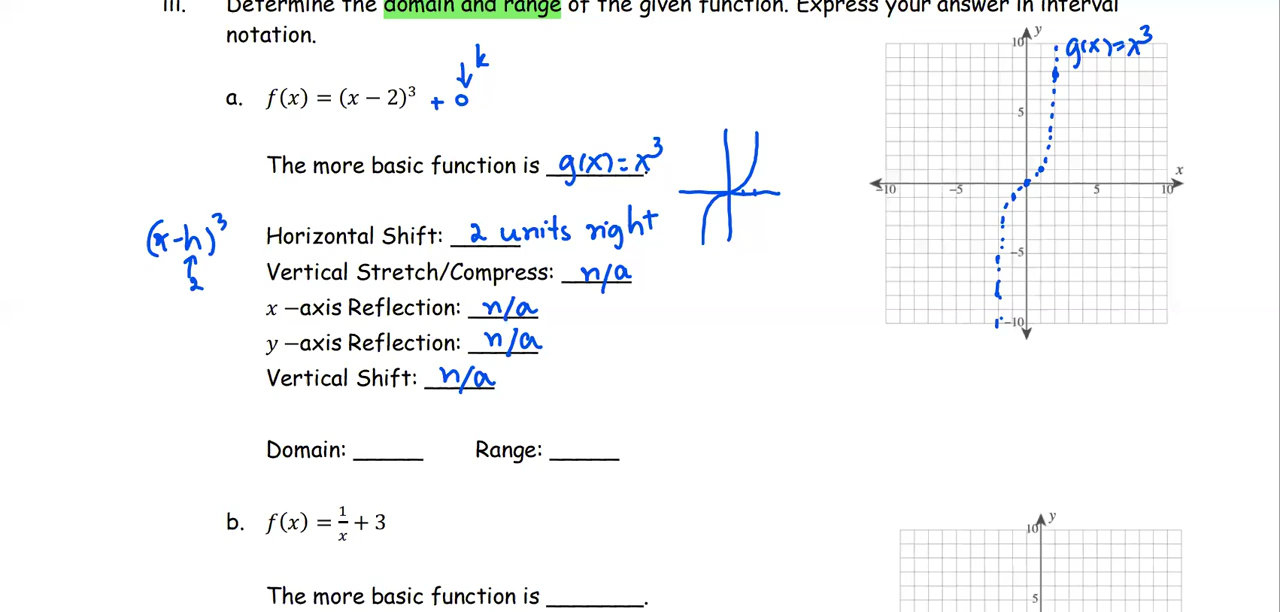 III. Determine the domain and range of the given function. Express your answer in interval
notation.
k
a. f(x) = (x − 2)³ + 0
The more basic function is g(x)=x³.
(x-h)³
2
Horizontal Shift: 2 units right
Vertical Stretch/Compress: n/a
x −axis Reflection: n/a
y −axis Reflection: n/a
Vertical Shift: n/a
Domain: ______ Range: ______
10 y
g(x)=x³
5
x
−10 −5 5 10
−5
−10
b. f(x) = 1/x + 3
The more basic function is ________.
10 y
5